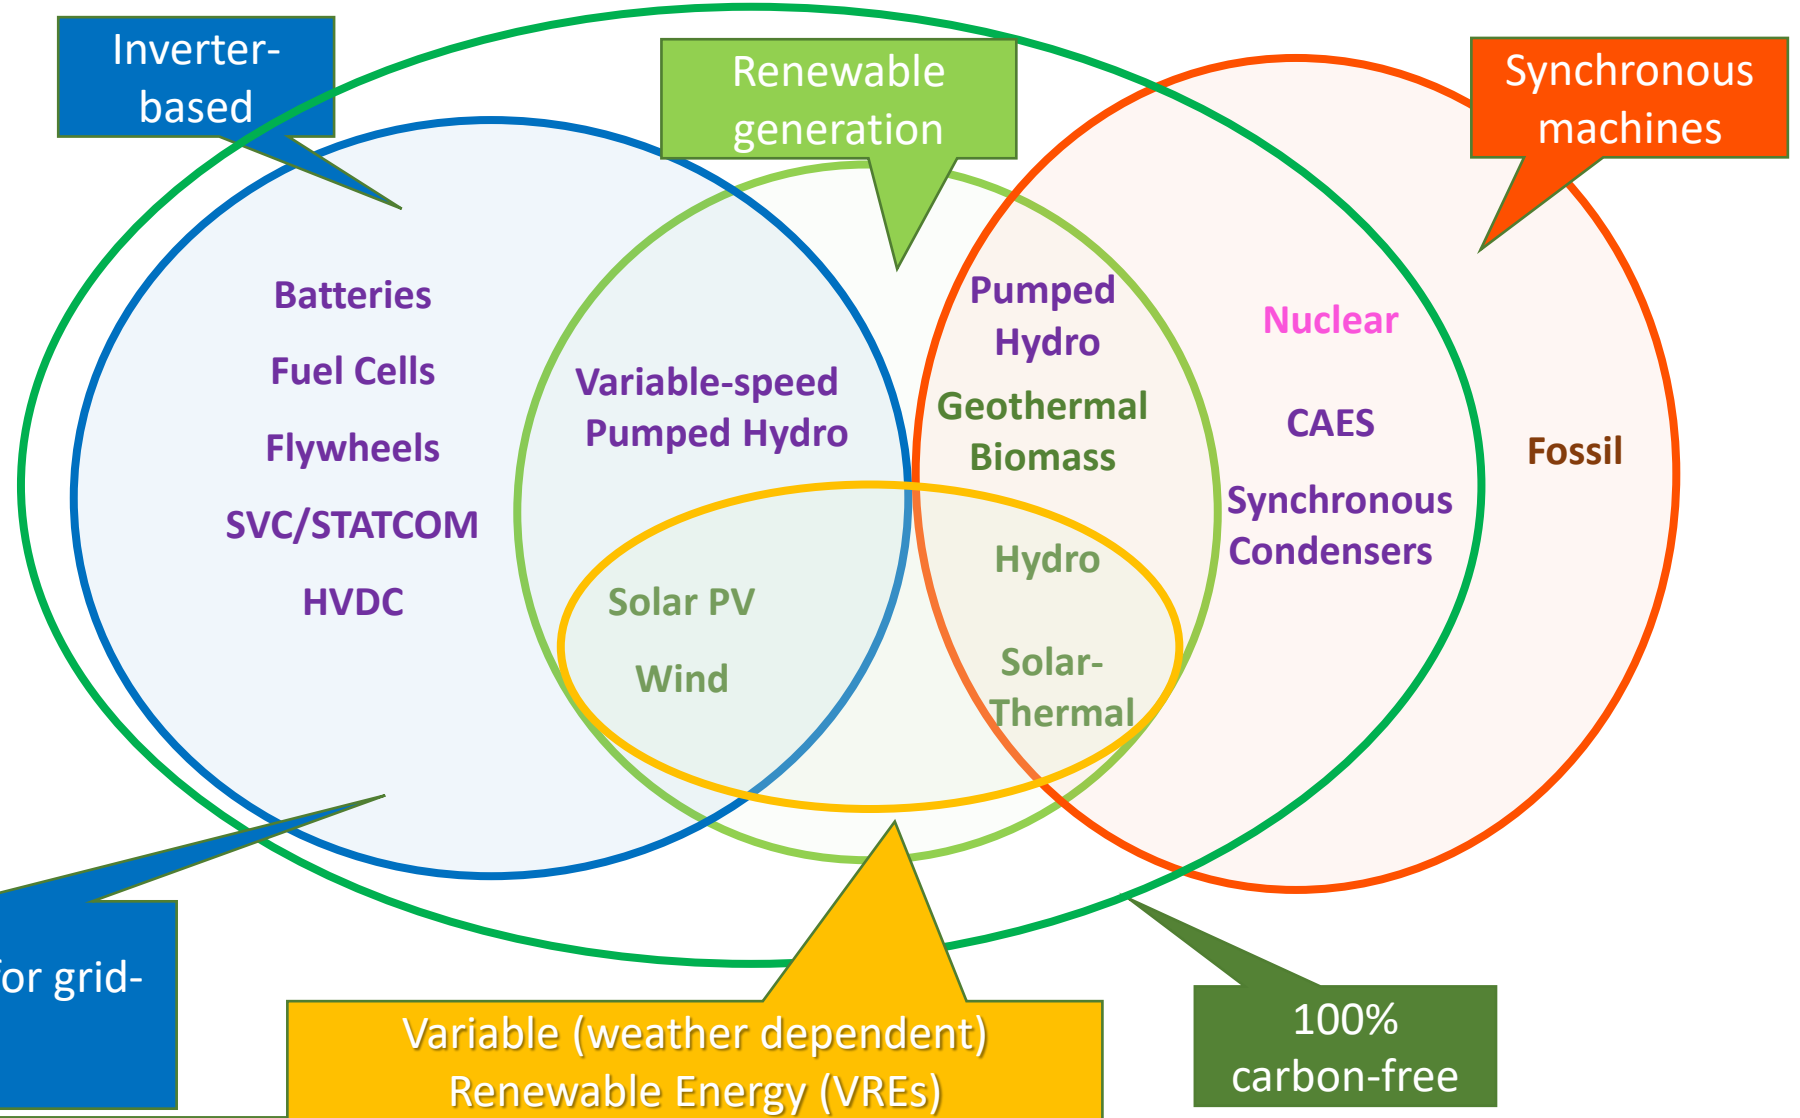 Inverter-
based
Renewable
generation
Synchronous
machines
Batteries
Fuel Cells
Flywheels
SVC/STATCOM
HVDC
Variable-speed
Pumped Hydro
Solar PV
Wind
Pumped
Hydro
Geothermal
Biomass
Hydro
Solar-
Thermal
Nuclear
CAES
Synchronous
Condensers
Fossil
for grid-
Variable (weather dependent)
Renewable Energy (VREs)
100%
carbon-free